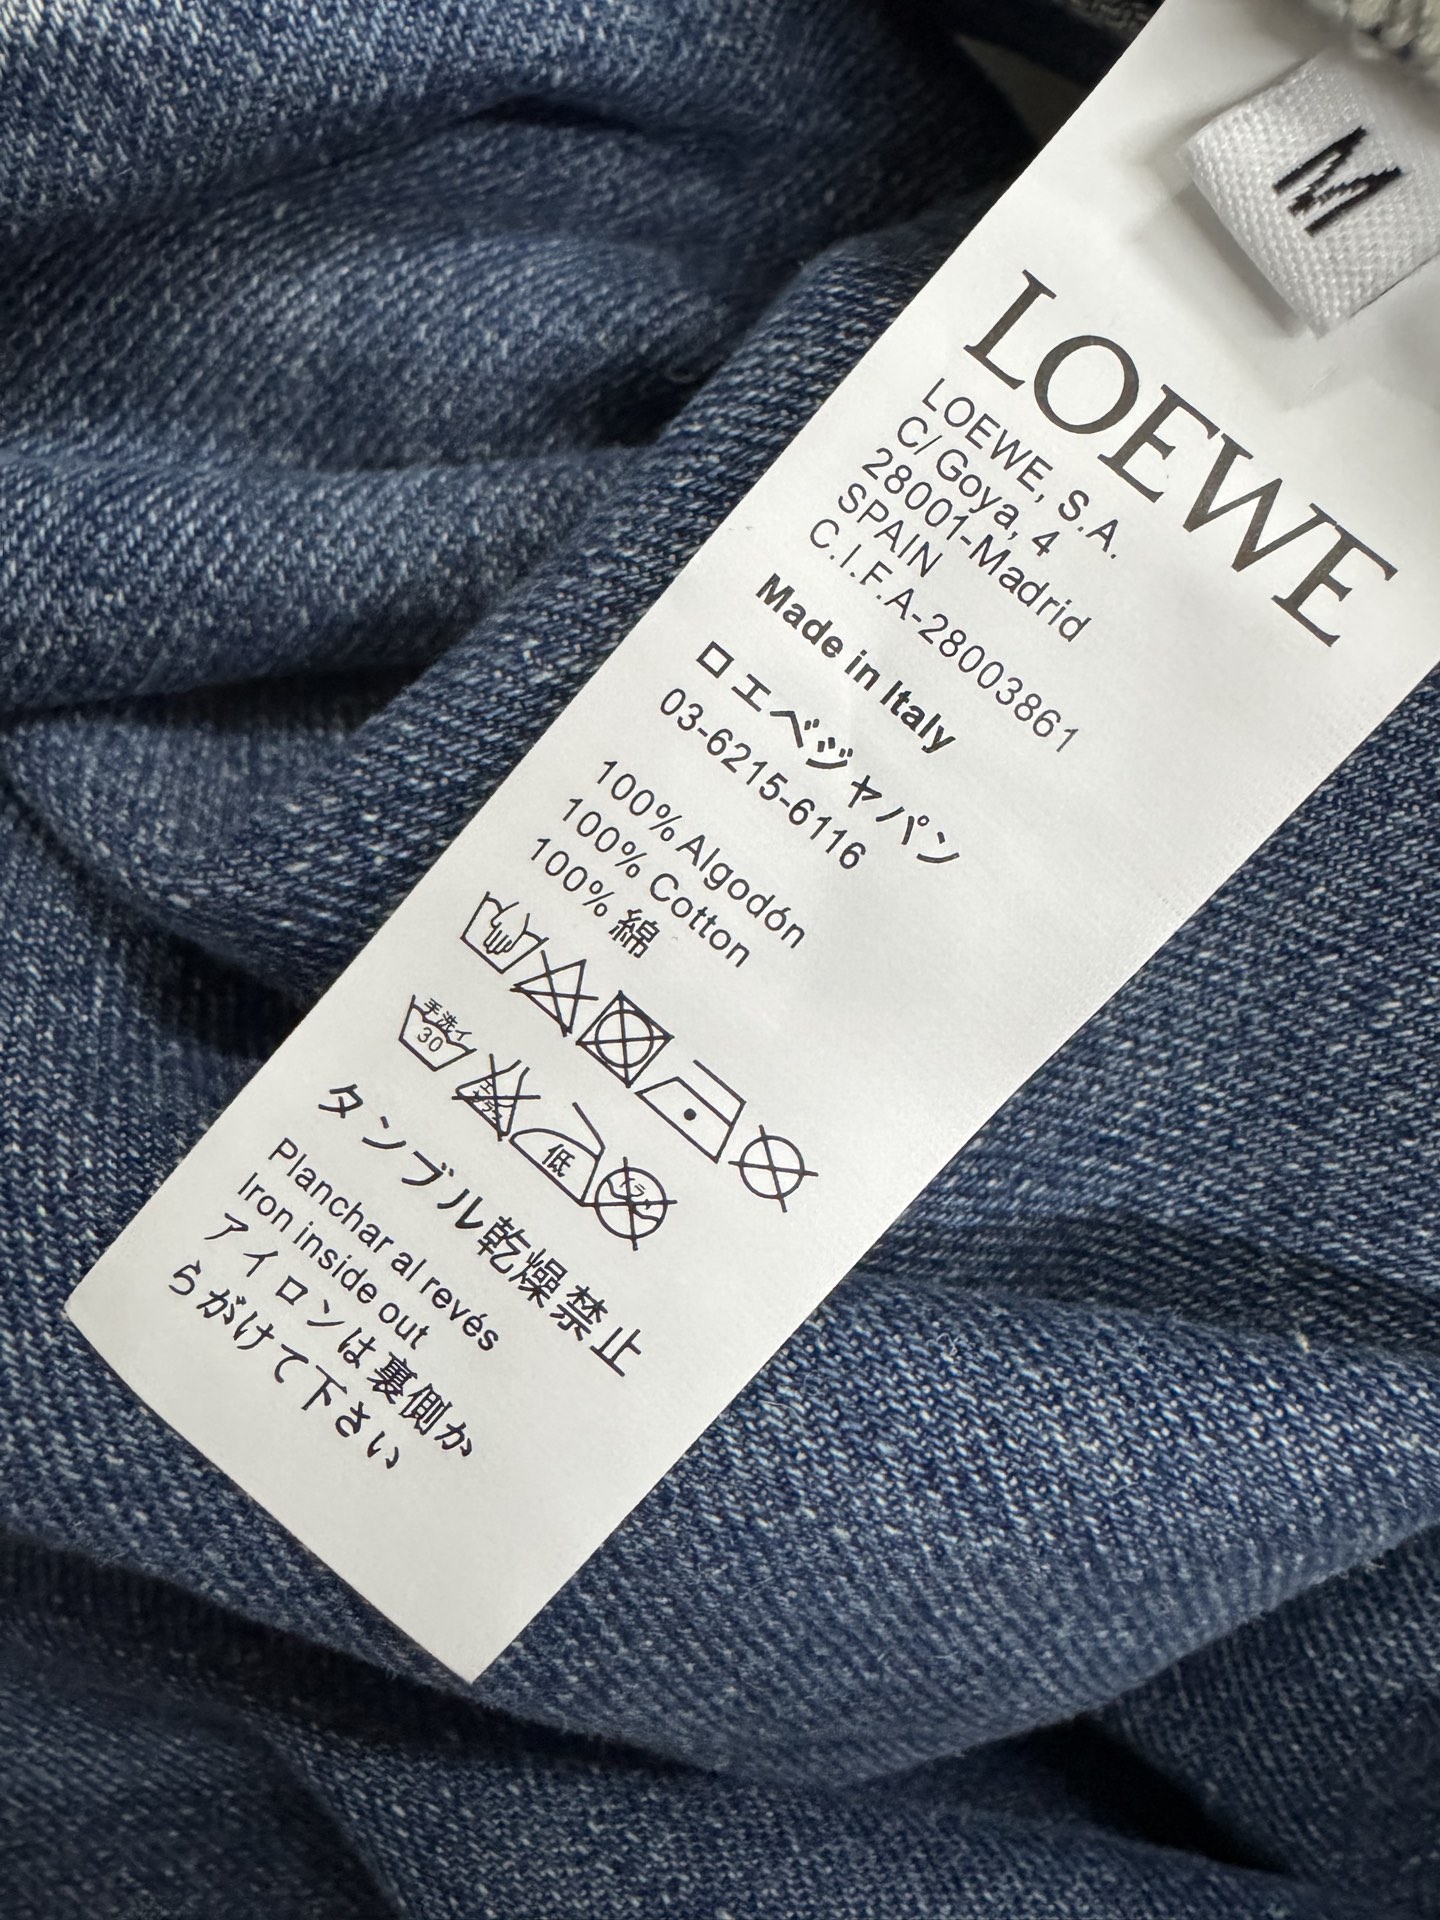 M
LOEWE
LOEWE, S.A.
C/ Goya, 4
28001-Madrid
SPAIN
C.I.F.A-28003861
Made in Italy
ロエベジャパン
03-6215-6116
100% Algodón
100% Cotton
100% 綿
手洗イ
30
低
タンブル乾燥禁止
Planchar al revés
Iron inside out
アイロンは裏側か
らがけて下さい